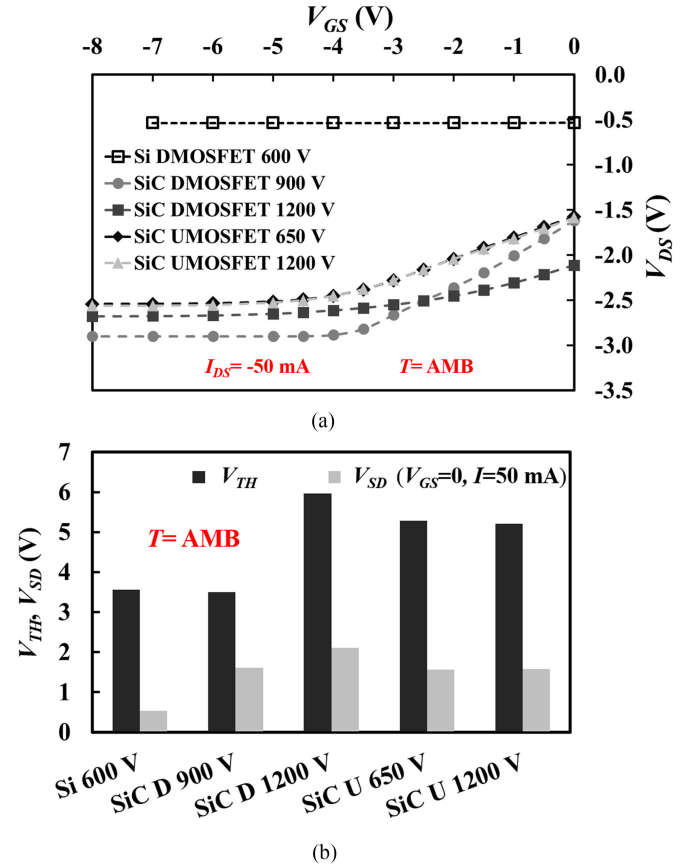 V_GS (V)
-8 -7 -6 -5 -4 -3 -2 -1 0
0.0
-0.5
-1.0
-1.5
-2.0
-2.5
-3.0
-3.5
V_DS (V)
Si DMOSFET 600 V
SiC DMOSFET 900 V
SiC DMOSFET 1200 V
SiC UMOSFET 650 V
SiC UMOSFET 1200 V
I_DS= -50 mA T= AMB
(a)
7
6
5
4
3
2
1
0
V_TH, V_SD (V)
V_TH V_SD (V_GS=0, I=50 mA)
T= AMB
Si 600 V
SiC D 900 V
SiC D 1200 V
SiC U 650 V
SiC U 1200 V
(b)